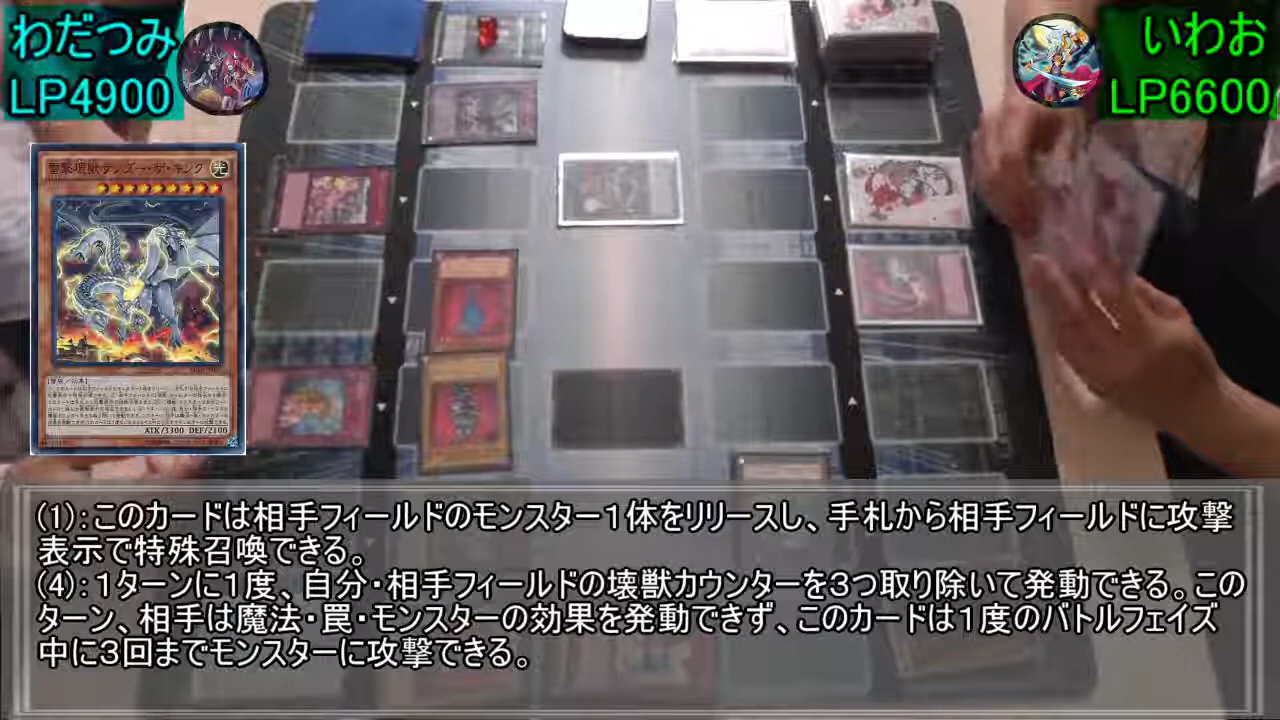 わだつみ
LP4900
いわお
LP6600
雷撃壊獣サンダー・ザ・キング
光
ATK/3300 DEF/2100
(1):このカードは相手フィールドのモンスター1体をリリースし、手札から相手フィールドに攻撃
表示で特殊召喚できる。
(4):1ターンに1度、自分・相手フィールドの壊獣カウンターを3つ取り除いて発動できる。この
ターン、相手は魔法・罠・モンスターの効果を発動できず、このカードは1度のバトルフェイズ
中に3回までモンスターに攻撃できる。